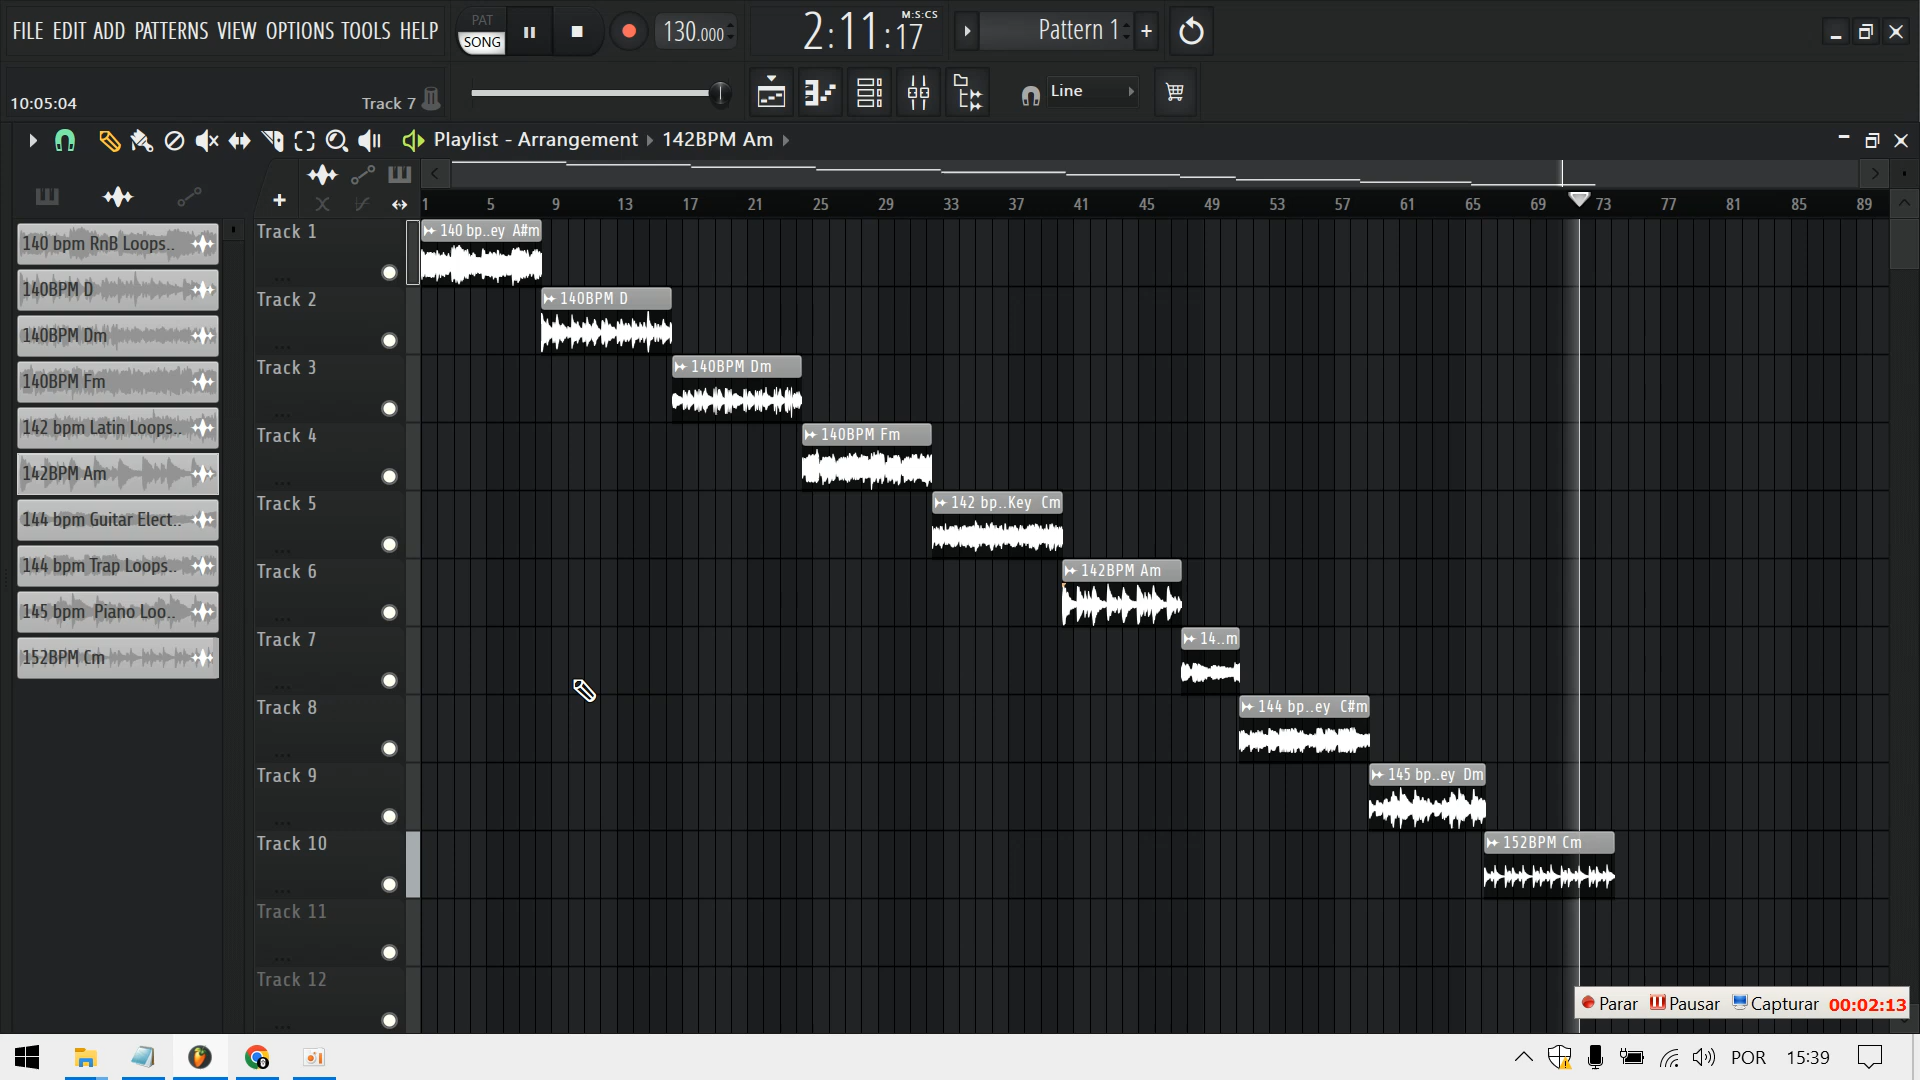 FILE EDIT ADD PATTERNS VIEW OPTIONS TOOLS HELP
PAT
SONG
130.000
2:11:17
M:S:CS
Pattern 1
+
10:05:04
Track 7
Line
Playlist - Arrangement
142BPM Am
1 5 9 13 17 21 25 29 33 37 41 45 49 53 57 61 65 69 73 77 81 85 89
140 bpm RnB Loops..
140BPM D
140BPM Dm
140BPM Fm
142 bpm Latin Loops..
142BPM Am
144 bpm Guitar Elect..
144 bpm Trap Loops..
145 bpm Piano Loo..
152BPM Cm
Track 1
140 bp..ey A#m
Track 2
140BPM D
Track 3
140BPM Dm
Track 4
140BPM Fm
Track 5
142 bp..Key Cm
Track 6
142BPM Am
Track 7
14..m
Track 8
144 bp..ey C#m
Track 9
145 bp..ey Dm
Track 10
152BPM Cm
Track 11
Track 12
Parar Pausar Capturar 00:02:13
POR 15:39